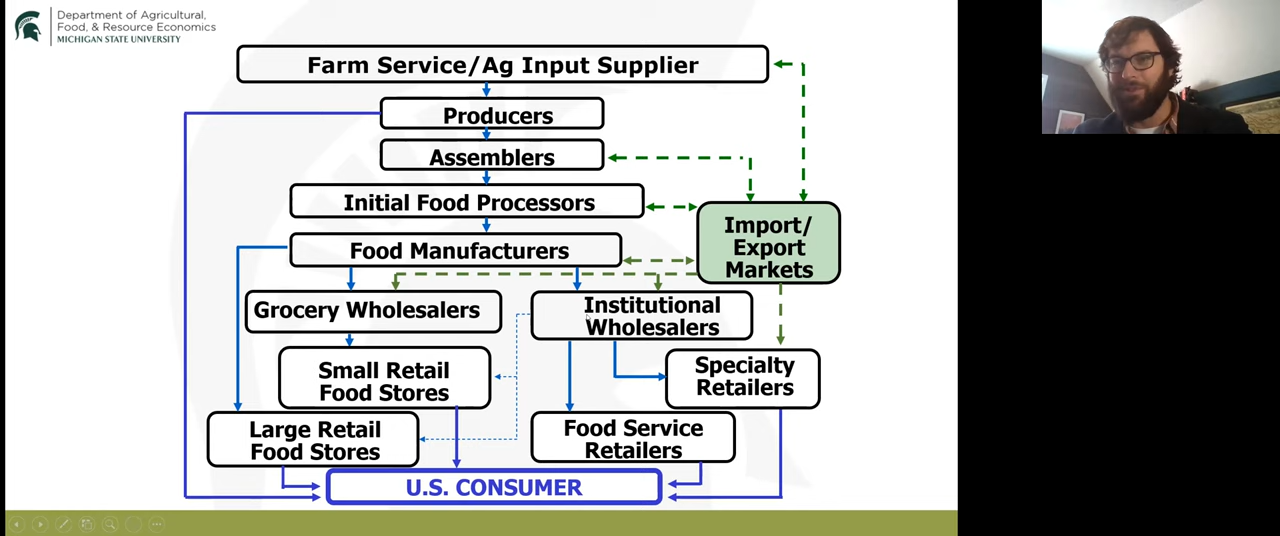 Department of Agricultural,
Food, & Resource Economics
MICHIGAN STATE UNIVERSITY
Farm Service/Ag Input Supplier
Producers
Assemblers
Initial Food Processors
Import/
Export
Markets
Food Manufacturers
Grocery Wholesalers
Institutional
Wholesalers
Small Retail
Food Stores
Specialty
Retailers
Large Retail
Food Stores
Food Service
Retailers
U.S. CONSUMER